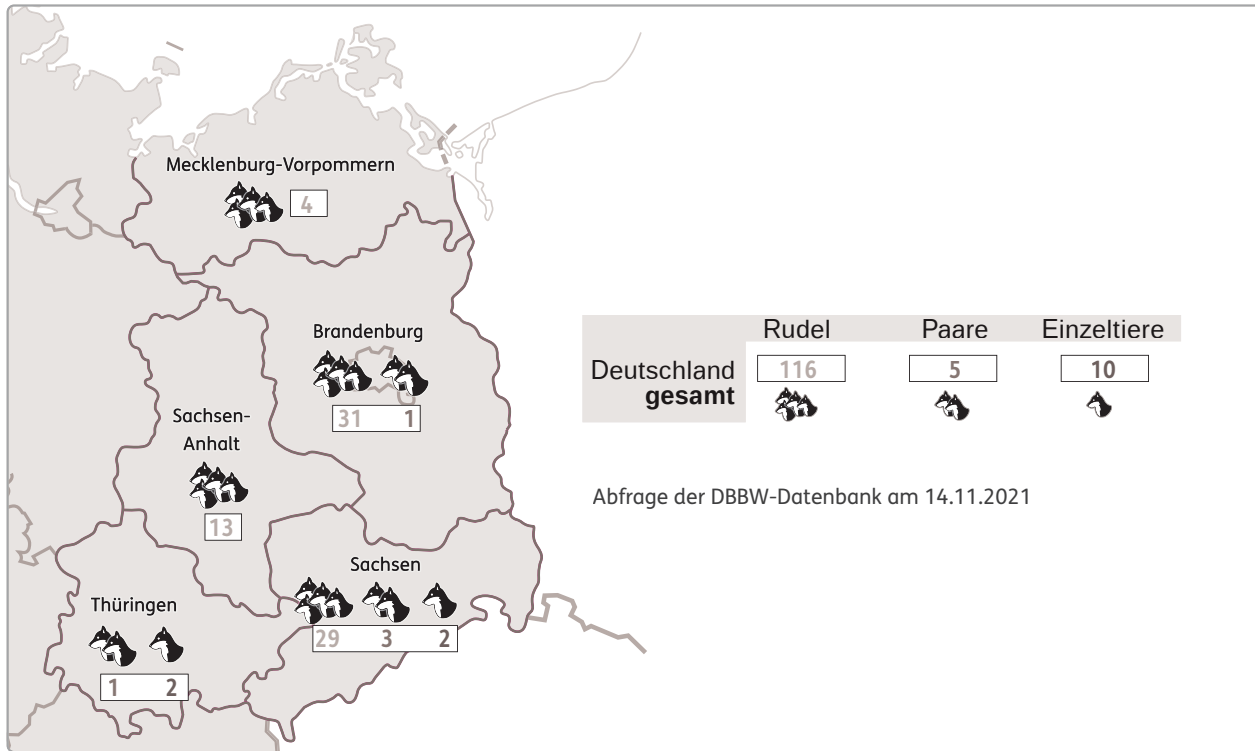 Mecklenburg-Vorpommern
4
Brandenburg
31 1
Sachsen-
Anhalt
13
Sachsen
29 3 2
Thüringen
1 2
Rudel Paare Einzeltiere
Deutschland
gesamt
116 5 10
Abfrage der DBBW-Datenbank am 14.11.2021